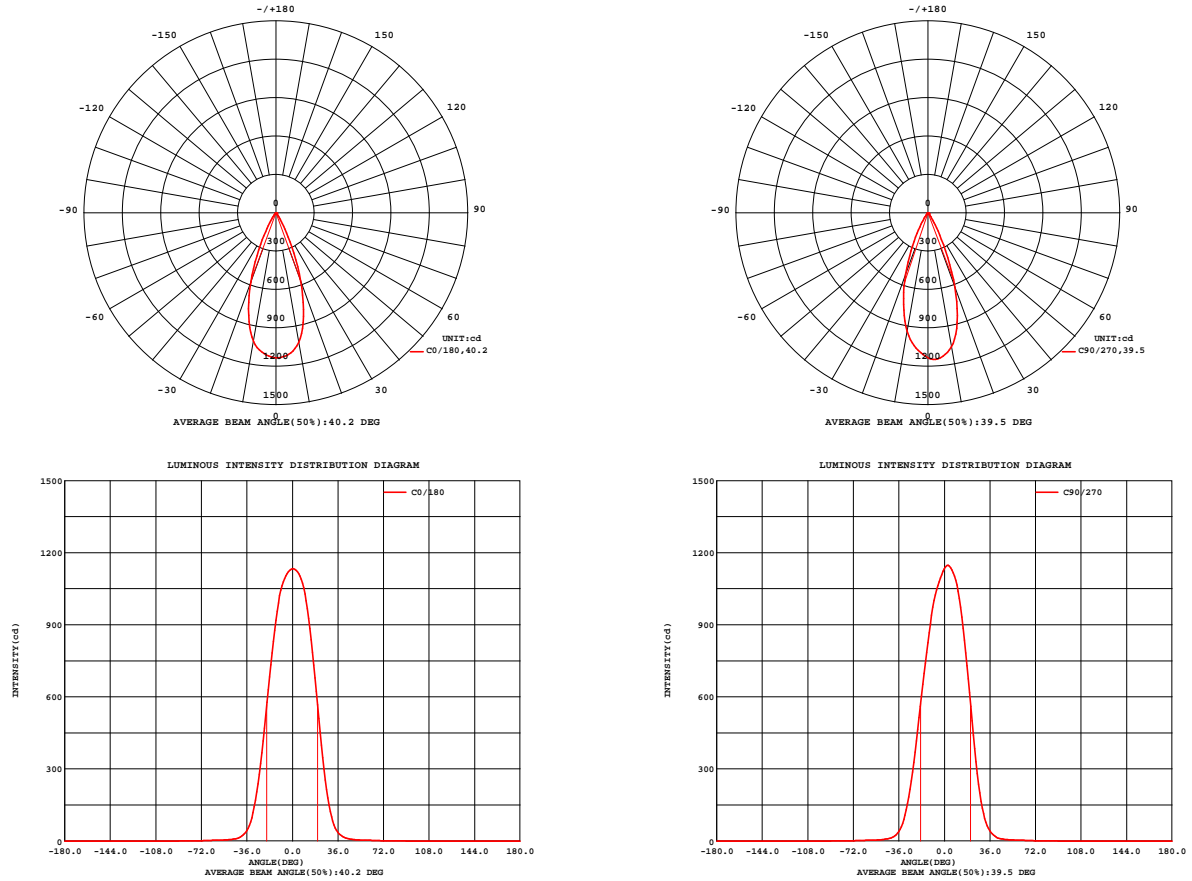 -/+180
-150
150
-120
120
-90
90
-60
60
-30
30
0
0
300
600
900
1200
1500
UNIT:cd
C0/180,40.2
AVERAGE BEAM ANGLE(50%):40.2 DEG
-/+180
-150
150
-120
120
-90
90
-60
60
-30
30
0
0
300
600
900
1200
1500
UNIT:cd
C90/270,39.5
AVERAGE BEAM ANGLE(50%):39.5 DEG
LUMINOUS INTENSITY DISTRIBUTION DIAGRAM
C0/180
INTENSITY(cd)
1500
1200
900
600
300
0
-180.0 -144.0 -108.0 -72.0 -36.0 0.0 36.0 72.0 108.0 144.0 180.0
ANGLE(DEG)
AVERAGE BEAM ANGLE(50%):40.2 DEG
LUMINOUS INTENSITY DISTRIBUTION DIAGRAM
C90/270
INTENSITY(cd)
1500
1200
900
600
300
0
-180.0 -144.0 -108.0 -72.0 -36.0 0.0 36.0 72.0 108.0 144.0 180.0
ANGLE(DEG)
AVERAGE BEAM ANGLE(50%):39.5 DEG